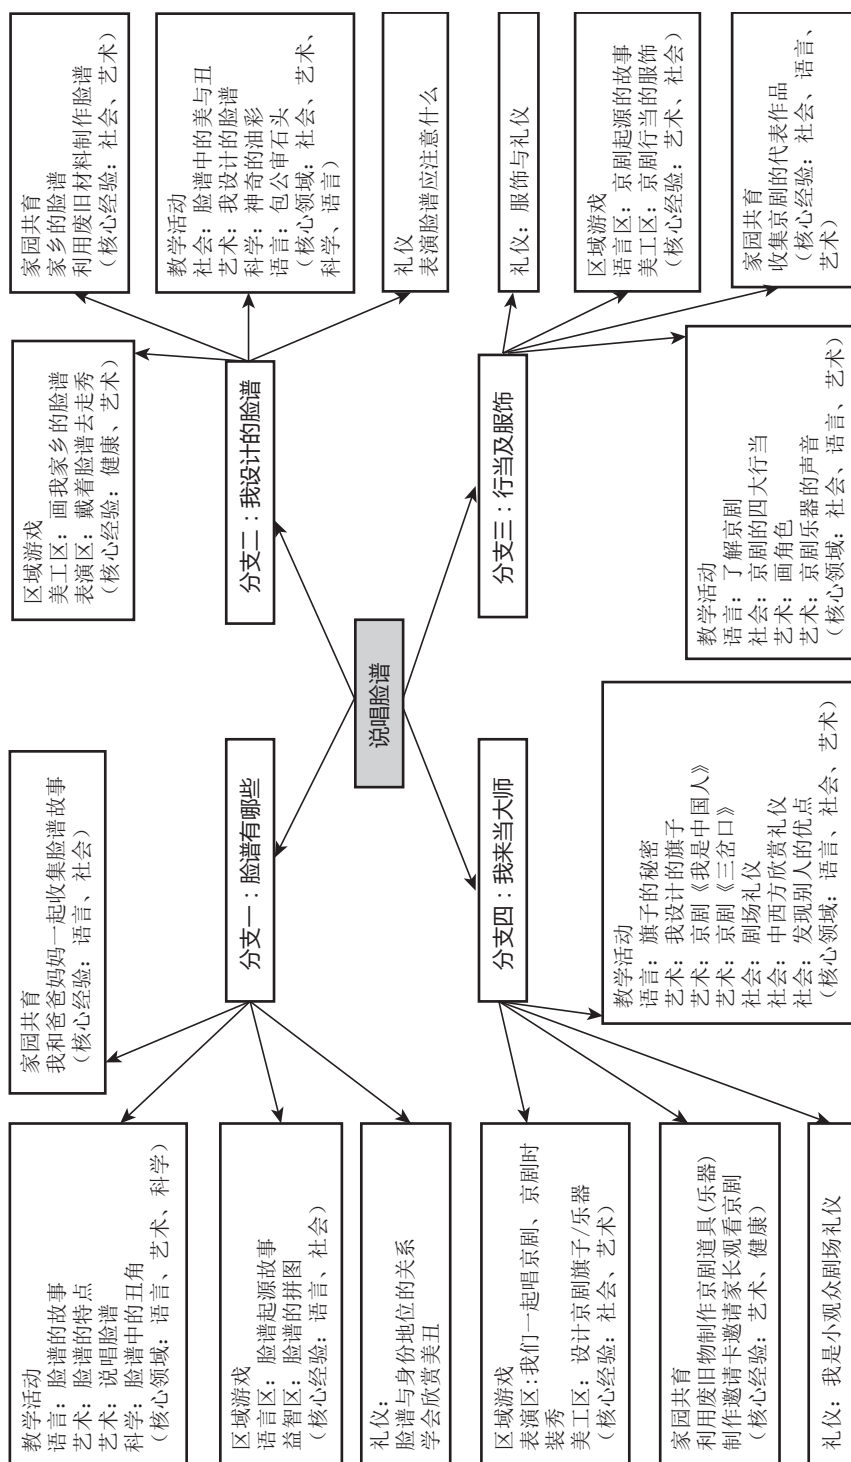 家园共育
我和爸爸妈妈一起收集脸谱故事
(核心经验：语言、社会)
教学活动
语言：脸谱的故事
艺术：脸谱的特点
艺术：说唱脸谱
科学：脸谱中的丑角
(核心领域：语言、艺术、科学)
区域游戏
语言区：脸谱起源故事
益智区：脸谱的拼图
(核心经验：语言、社会)
礼仪：
脸谱与身份地位的关系
学会欣赏美丑
分支一：脸谱有哪些
说唱脸谱
分支二：我设计的脸谱
区域游戏
美工区：画我家乡的脸谱
表演区：戴着脸谱去走秀
(核心经验：健康、艺术)
家园共育
家乡的脸谱
利用废旧材料制作脸谱
(核心经验：社会、艺术)
教学活动
社会：脸谱中的美与丑
艺术：我设计的脸谱
科学：神奇的油彩
语言：包公审石头
(核心领域：社会、艺术、
科学、语言)
礼仪
表演脸谱应注意什么
分支四：我来当大师
区域游戏
表演区:我们一起唱京剧、京剧时
装秀
美工区：设计京剧旗子/乐器
(核心经验：社会、艺术)
家园共育
利用废旧物制作京剧道具(乐器)
制作邀请卡邀请家长观看京剧
(核心经验：艺术、健康)
礼仪：我是小观众剧场礼仪
教学活动
语言：旗子的秘密
艺术：我设计的旗子
艺术：京剧《我是中国人》
艺术：京剧《三岔口》
社会：剧场礼仪
社会：中西方欣赏礼仪
社会：发现别人的优点
(核心领域：语言、社会、艺术)
分支三：行当及服饰
礼仪：服饰与礼仪
区域游戏
语言区：京剧起源的故事
美工区：京剧行当的服饰
(核心经验：艺术、社会)
家园共育
收集京剧的代表作品
(核心经验：社会、语言、
艺术)
教学活动
语言：了解京剧
社会：京剧的四大行当
艺术：画角色
艺术：京剧乐器的声音
(核心领域：社会、语言、艺术)